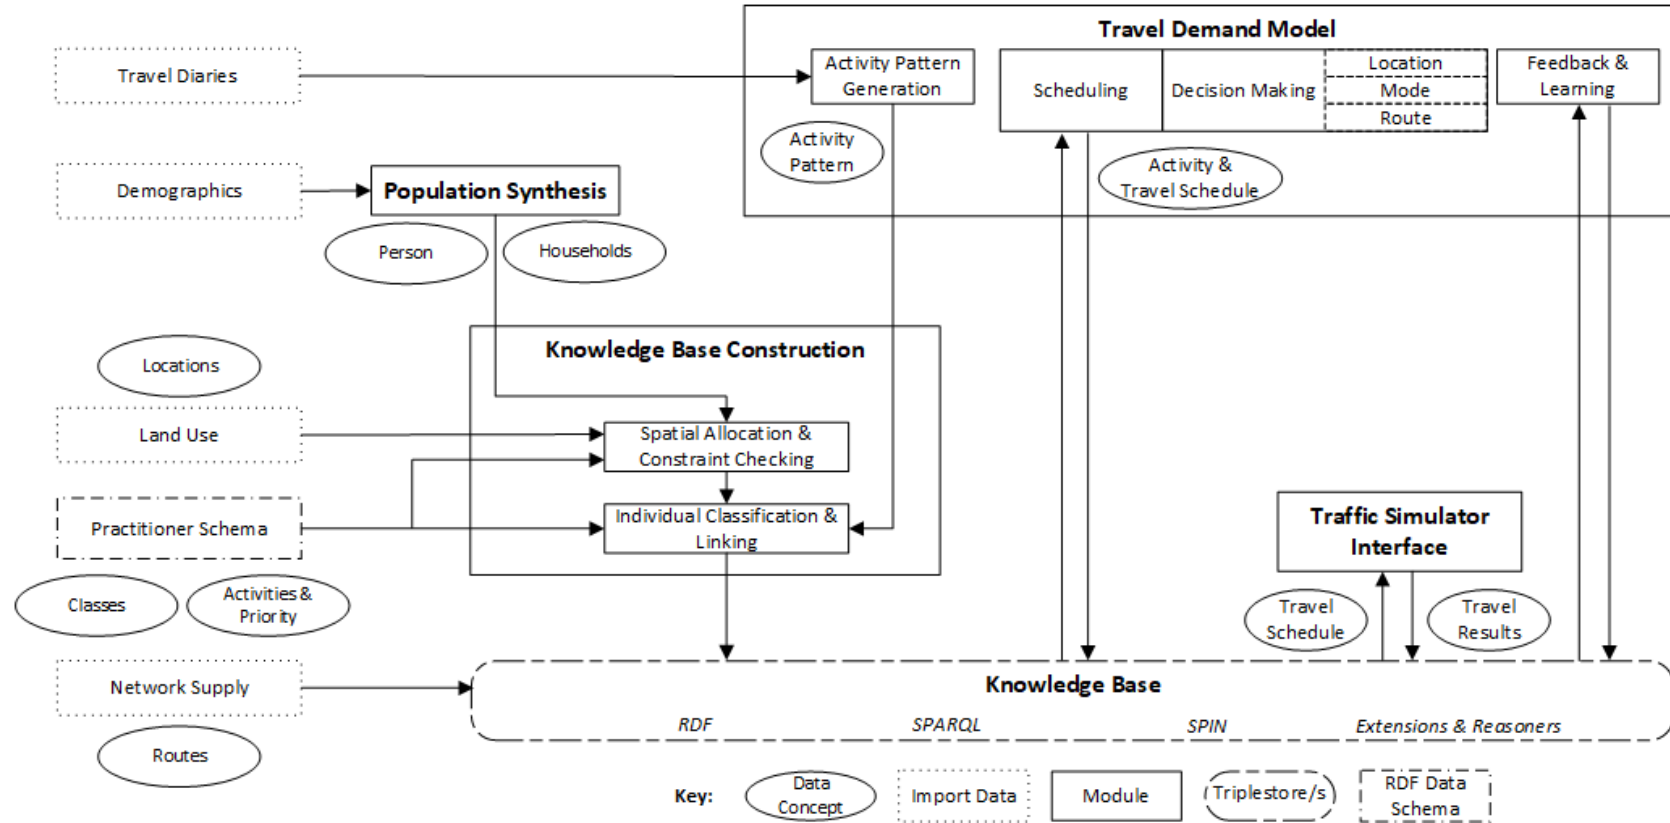 Travel Demand Model
Travel Diaries
Activity Pattern
Generation
Scheduling
Decision Making
Location
Mode
Route
Feedback &
Learning
Activity
Pattern
Activity &
Travel Schedule
Demographics
Population Synthesis
Person
Households
Knowledge Base Construction
Locations
Land Use
Spatial Allocation &
Constraint Checking
Practitioner Schema
Individual Classification &
Linking
Traffic Simulator
Interface
Classes
Activities &
Priority
Travel
Schedule
Travel
Results
Network Supply
Knowledge Base
RDF
SPARQL
SPIN
Extensions & Reasoners
Routes
Key:
Data
Concept
Import Data
Module
Triplestore/s
RDF Data
Schema